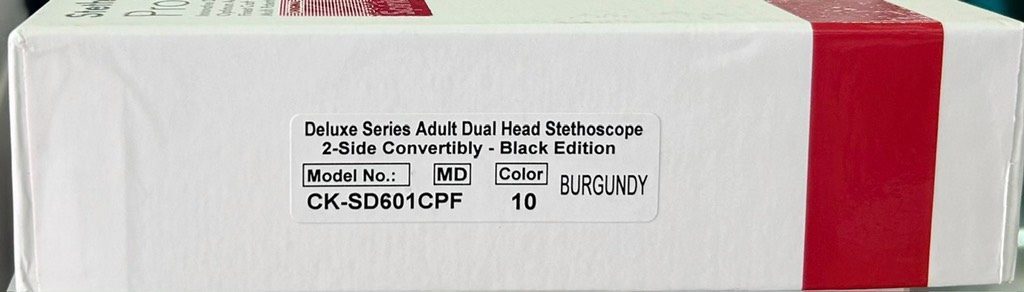 Deluxe Series Adult Dual Head Stethoscope
2-Side Convertibly - Black Edition
Model No.: MD Color BURGUNDY
CK-SD601CPF 10